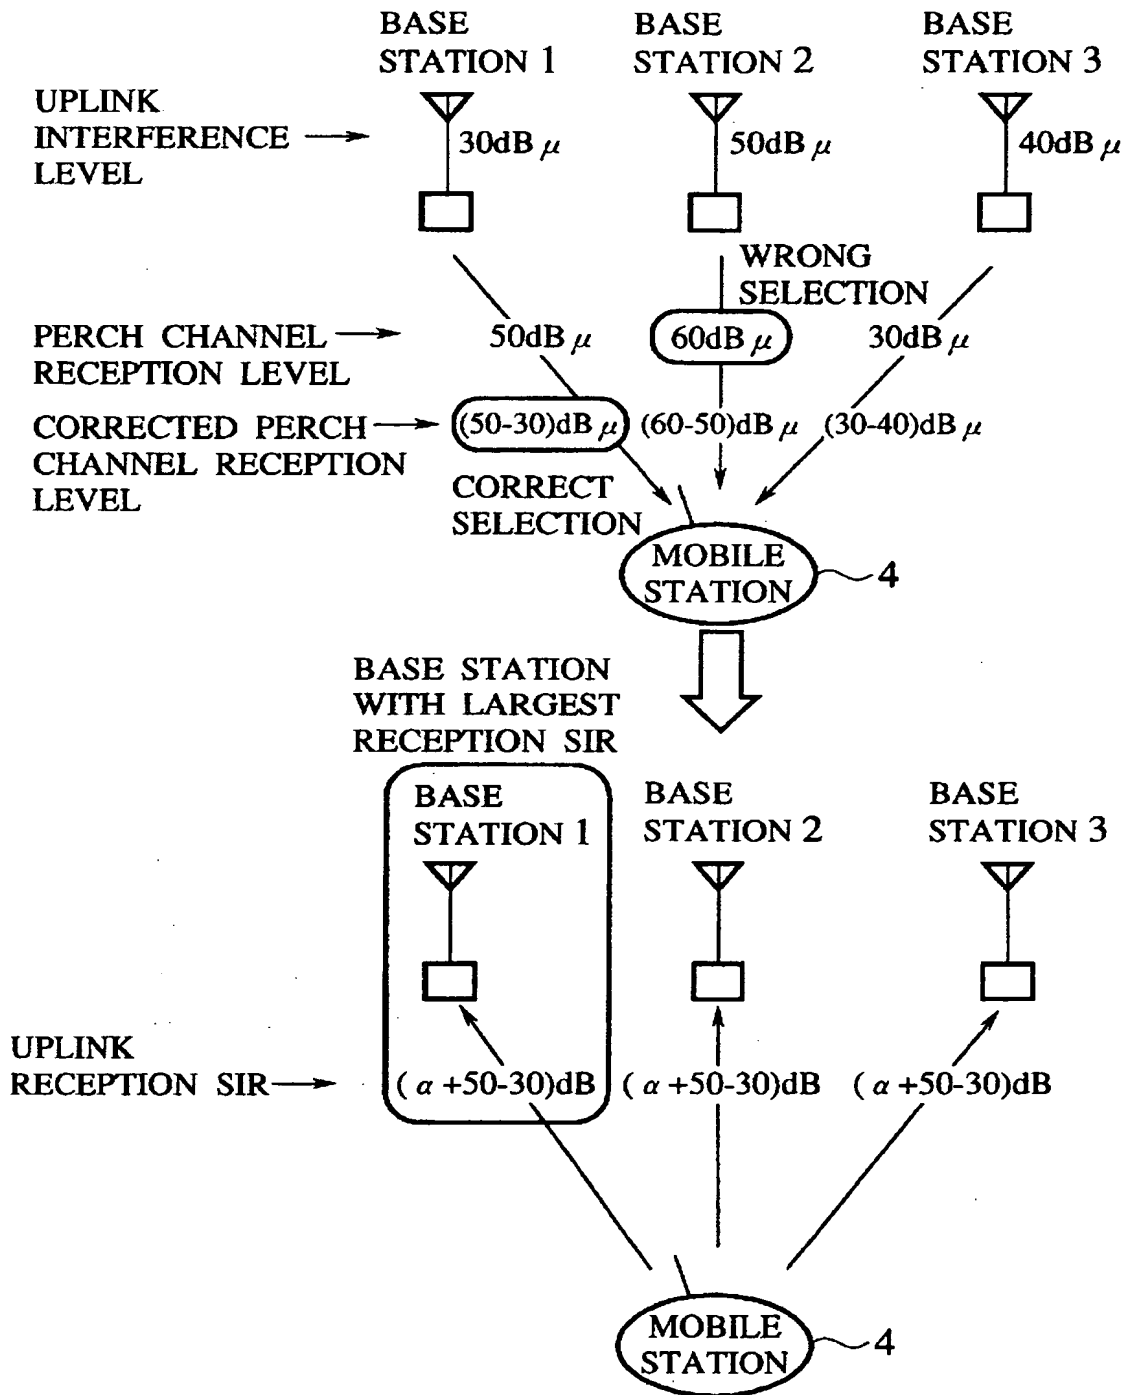 BASE STATION 1
BASE STATION 2
BASE STATION 3
UPLINK
INTERFERENCE
LEVEL
30dB μ
50dB μ
40dB μ
WRONG
SELECTION
PERCH CHANNEL
RECEPTION LEVEL
50dB μ
60dB μ
30dB μ
CORRECTED PERCH
CHANNEL RECEPTION
LEVEL
(50-30)dB μ
(60-50)dB μ
(30-40)dB μ
CORRECT
SELECTION
MOBILE
STATION
4
BASE STATION
WITH LARGEST
RECEPTION SIR
BASE
STATION 1
BASE
STATION 2
BASE
STATION 3
UPLINK
RECEPTION SIR
(α+50-30)dB
(α+50-30)dB
(α+50-30)dB
MOBILE
STATION
4